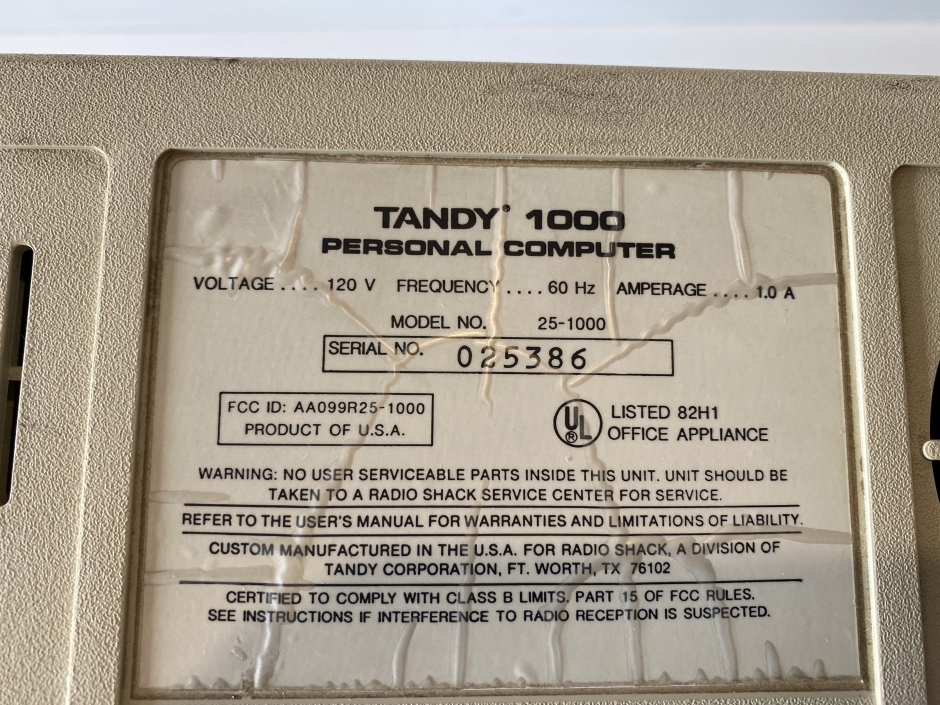 TANDY® 1000
PERSONAL COMPUTER
VOLTAGE .... 120 V FREQUENCY .... 60 Hz AMPERAGE .... 1.0 A
MODEL NO. 25-1000
SERIAL NO. 025386
FCC ID: AA099R25-1000
PRODUCT OF U.S.A.
UL® LISTED 82H1
OFFICE APPLIANCE
WARNING: NO USER SERVICEABLE PARTS INSIDE THIS UNIT. UNIT SHOULD BE
TAKEN TO A RADIO SHACK SERVICE CENTER FOR SERVICE.
REFER TO THE USER'S MANUAL FOR WARRANTIES AND LIMITATIONS OF LIABILITY.
CUSTOM MANUFACTURED IN THE U.S.A. FOR RADIO SHACK, A DIVISION OF
TANDY CORPORATION, FT. WORTH, TX 76102
CERTIFIED TO COMPLY WITH CLASS B LIMITS. PART 15 OF FCC RULES.
SEE INSTRUCTIONS IF INTERFERENCE TO RADIO RECEPTION IS SUSPECTED.